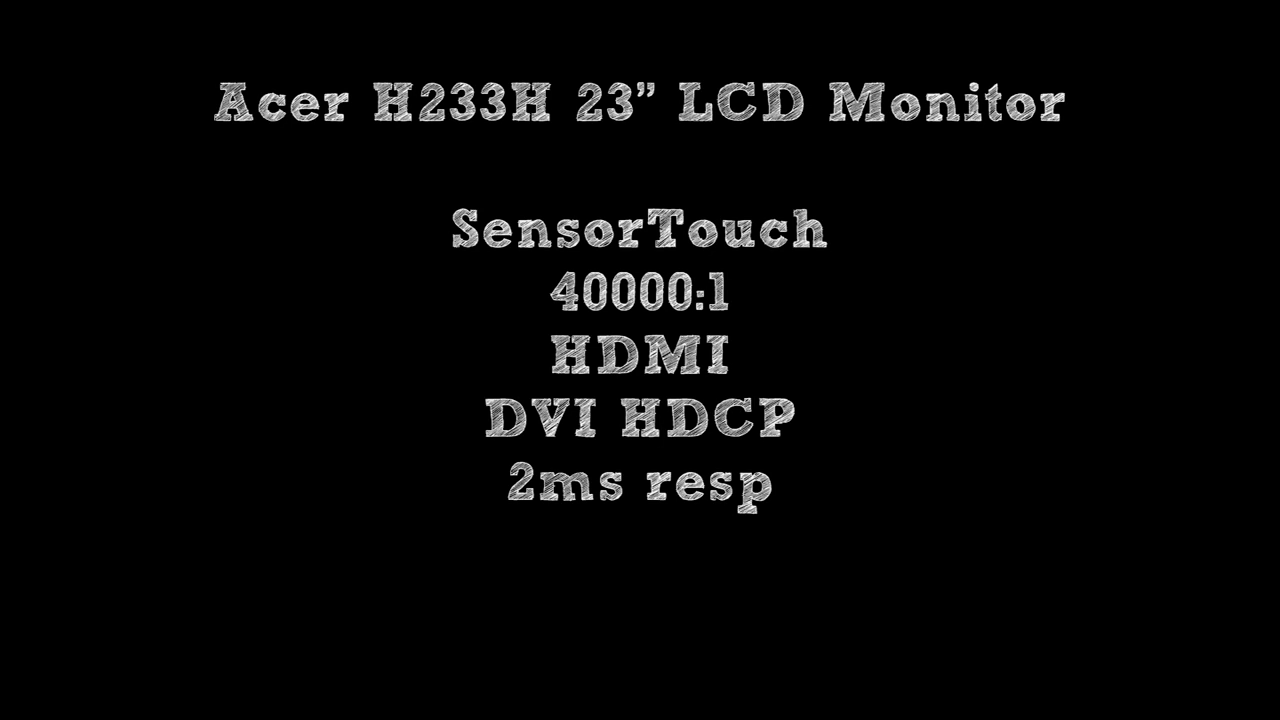 Acer H233H 23” LCD Monitor
SensorTouch
40000:1
HDMI
DVI HDCP
2ms resp